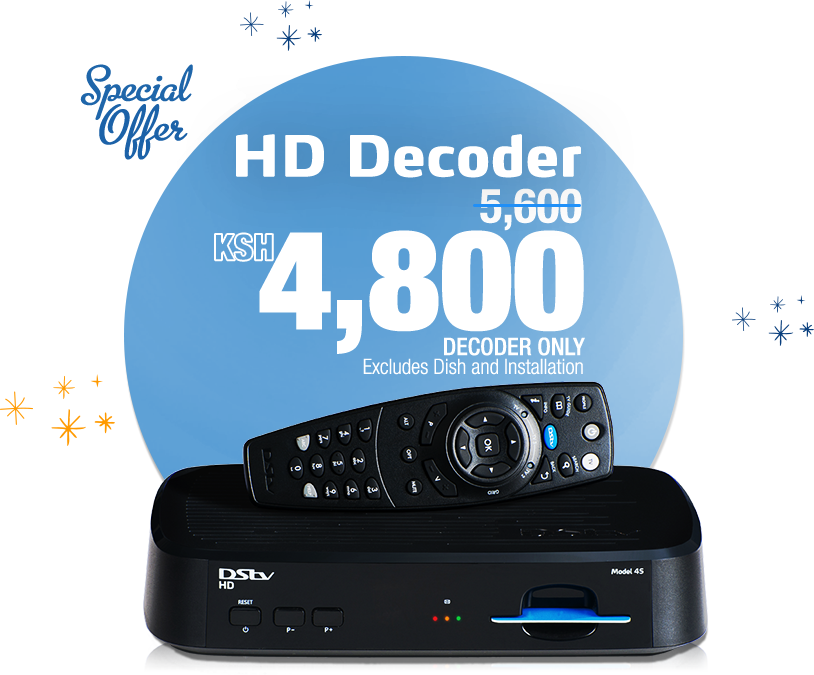 Special
Offer
HD Decoder
5,600
KSH 4,800
DECODER ONLY
Excludes Dish and Installation
DStv
HD
Model 4S
RESET
P-
P+
OK